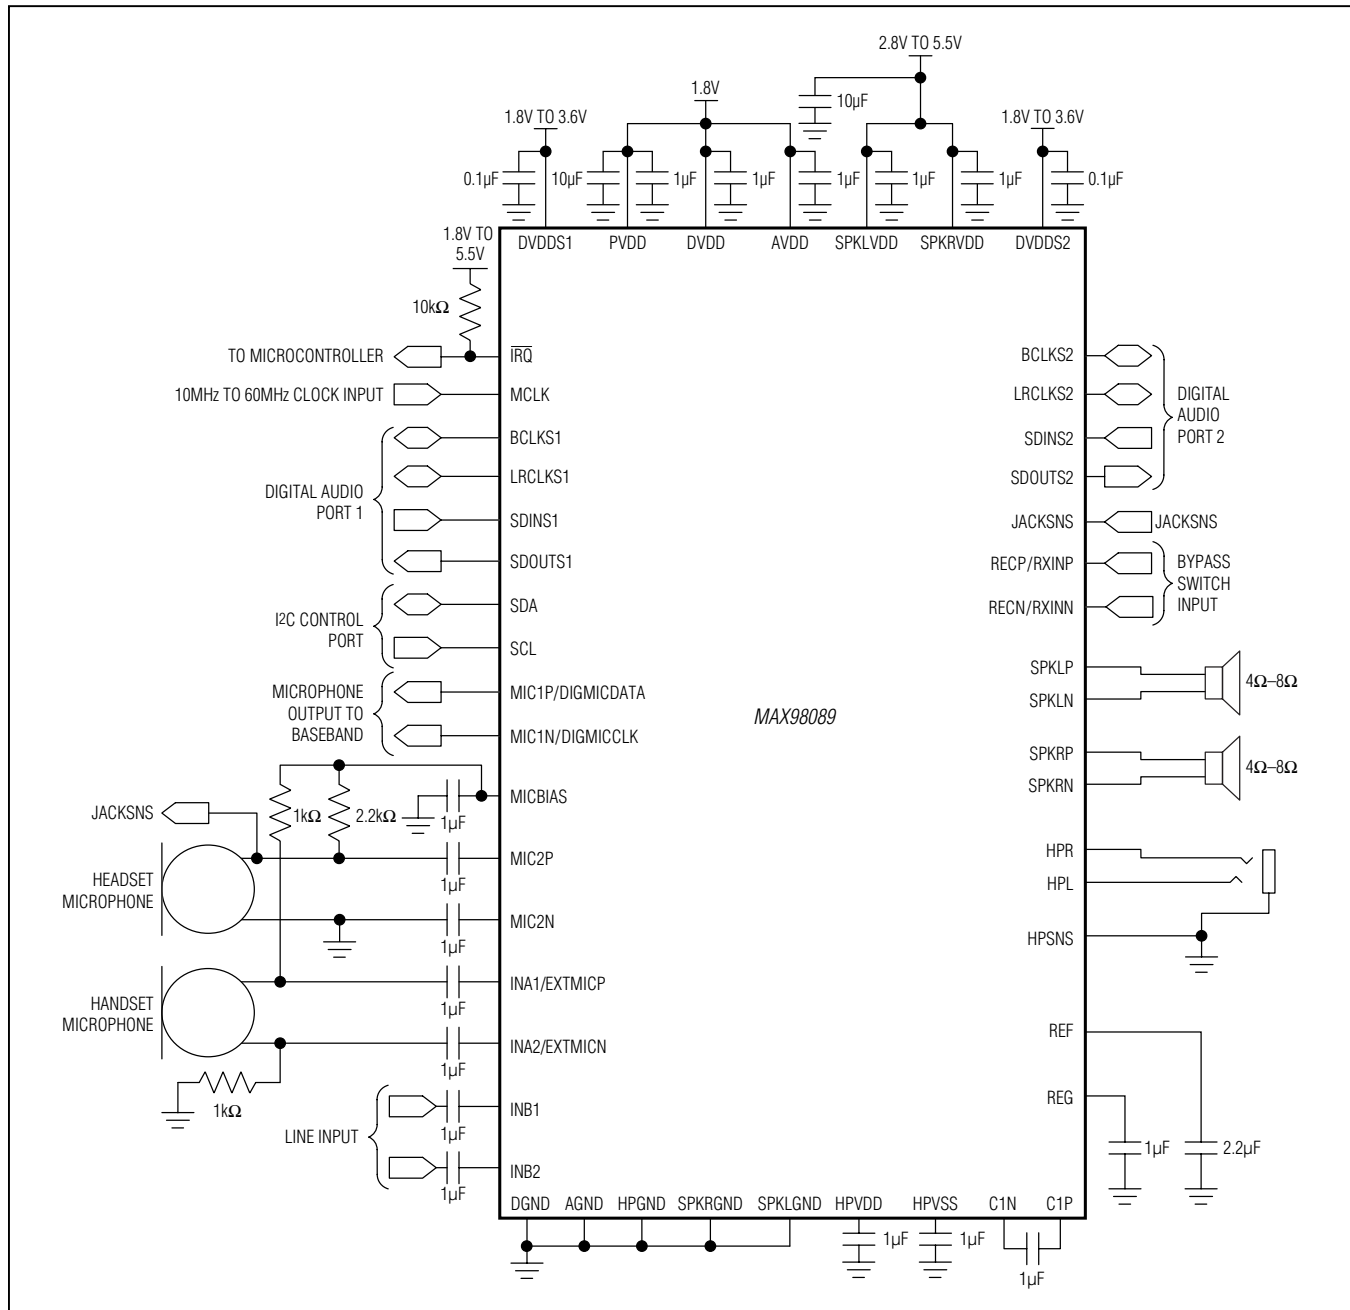 2.8V TO 5.5V
1.8V
10µF
1.8V TO 3.6V
1.8V TO 3.6V
0.1µF
10µF
1µF
1µF
1µF
1µF
1µF
0.1µF
1.8V TO
5.5V
DVDDS1
PVDD
DVDD
AVDD
SPKLVDD
SPKRVDD
DVDDS2
10kΩ
TO MICROCONTROLLER
IRQ
10MHz TO 60MHz CLOCK INPUT
MCLK
DIGITAL AUDIO
PORT 1
BCLKS1
LRCLKS1
SDINS1
SDOUTS1
I²C CONTROL
PORT
SDA
SCL
MICROPHONE
OUTPUT TO
BASEBAND
MIC1P/DIGMICDATA
MIC1N/DIGMICCLK
MICBIAS
1µF
1kΩ
2.2kΩ
JACKSNS
HEADSET
MICROPHONE
MIC2P
1µF
MIC2N
1µF
HANDSET
MICROPHONE
INA1/EXTMICP
1µF
INA2/EXTMICN
1µF
1kΩ
LINE INPUT
INB1
1µF
INB2
1µF
MAX98089
BCLKS2
LRCLKS2
SDINS2
SDOUTS2
DIGITAL
AUDIO
PORT 2
JACKSNS
JACKSNS
RECP/RXINP
RECN/RXINN
BYPASS
SWITCH
INPUT
SPKLP
SPKLN
4Ω–8Ω
SPKRP
SPKRN
4Ω–8Ω
HPR
HPL
HPSNS
REF
REG
1µF
2.2µF
DGND
AGND
HPGND
SPKRGND
SPKLGND
HPVDD
HPVSS
C1N
C1P
1µF
1µF
1µF